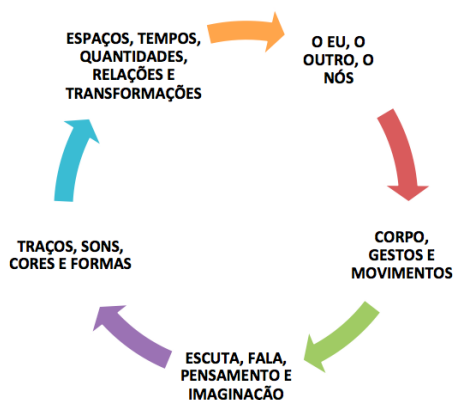 ESPAÇOS, TEMPOS,
QUANTIDADES,
RELAÇÕES E
TRANSFORMAÇÕES
O EU, O
OUTRO, O
NÓS
CORPO,
GESTOS E
MOVIMENTOS
ESCUTA, FALA,
PENSAMENTO E
IMAGINAÇÃO
TRAÇOS, SONS,
CORES E FORMAS